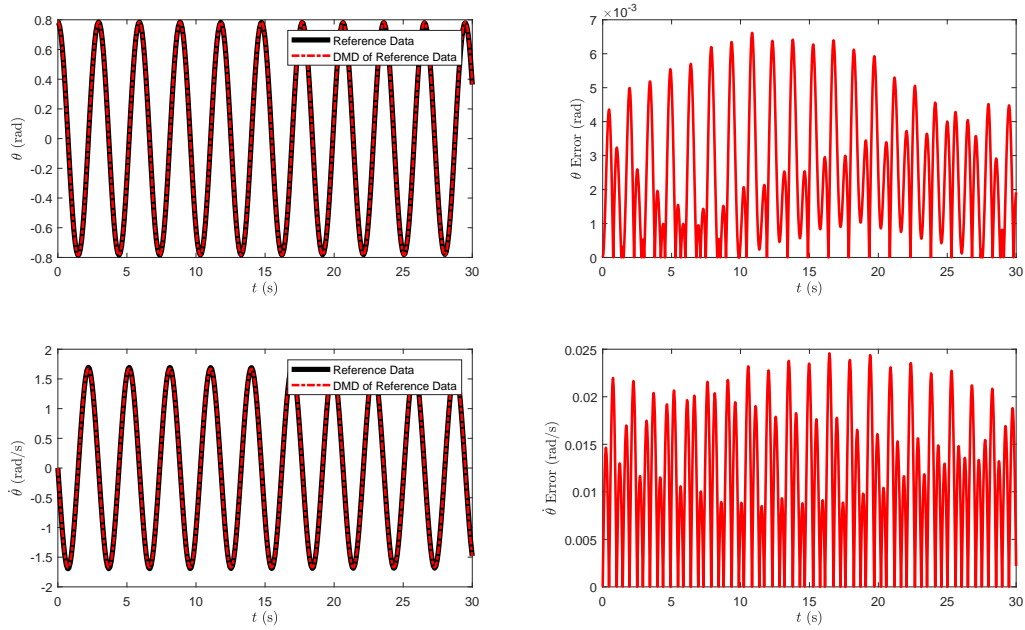 0.8
0.6
0.4
0.2
0
-0.2
-0.4
-0.6
-0.8
0 5 10 15 20 25 30
θ (rad)
t (s)
Reference Data
DMD of Reference Data
×10⁻³
7
6
5
4
3
2
1
0
0 5 10 15 20 25 30
θ Error (rad)
t (s)
2
1.5
1
0.5
0
-0.5
-1
-1.5
-2
0 5 10 15 20 25 30
θ̇ (rad/s)
t (s)
Reference Data
DMD of Reference Data
0.025
0.02
0.015
0.01
0.005
0
0 5 10 15 20 25 30
θ̇ Error (rad/s)
t (s)